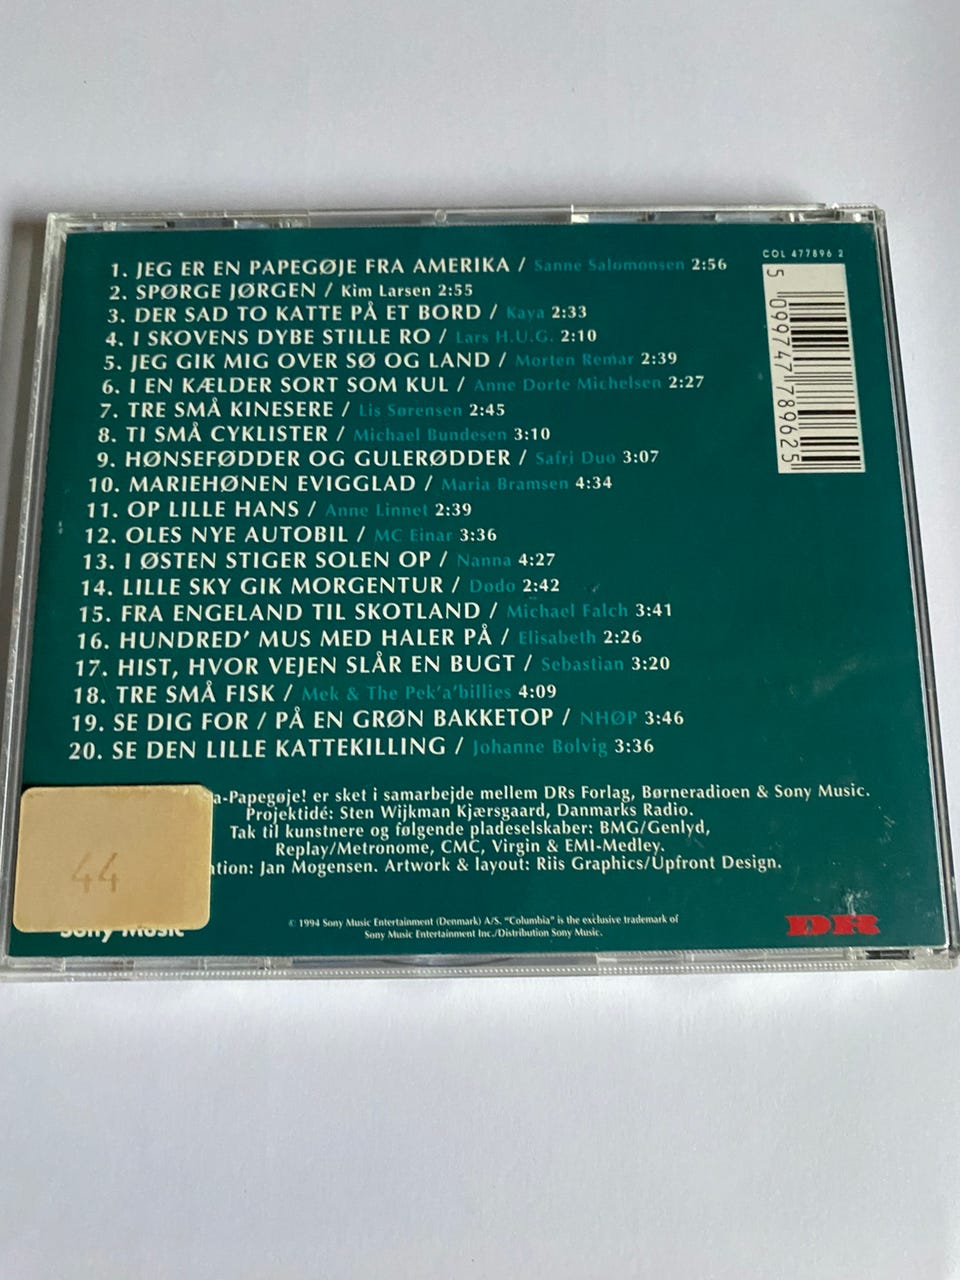 COL 477896 2
1. JEG ER EN PAPEGØJE FRA AMERIKA / Sanne Salomonsen 2:56
2. SPØRGE JØRGEN / Kim Larsen 2:55
3. DER SAD TO KATTE PÅ ET BORD / Kaya 2:33
4. I SKOVENS DYBE STILLE RO / Lars H.U.G. 2:10
5. JEG GIK MIG OVER SØ OG LAND / Morten Remar 2:39
6. I EN KÆLDER SORT SOM KUL / Anne Dorte Michelsen 2:27
7. TRE SMÅ KINESERE / Lis Sørensen 2:45
8. TI SMÅ CYKLISTER / Michael Bundesen 3:10
9. HØNSEFØDDER OG GULERØDDER / Safri Duo 3:07
10. MARIEHØNEN EVIGGLAD / Maria Bramsen 4:34
11. OP LILLE HANS / Anne Linnet 2:39
12. OLES NYE AUTOBIL / MC Einar 3:36
13. I ØSTEN STIGER SOLEN OP / Nanna 4:27
14. LILLE SKY GIK MORGENTUR / Dodo 2:42
15. FRA ENGELAND TIL SKOTLAND / Michael Falch 3:41
16. HUNDRED' MUS MED HALER PÅ / Elisabeth 2:26
17. HIST, HVOR VEJEN SLÅR EN BUGT / Sebastian 3:20
18. TRE SMÅ FISK / Mek & The Pek'a'billies 4:09
19. SE DIG FOR / PÅ EN GRØN BAKKETOP / NHØP 3:46
20. SE DEN LILLE KATTEKILLING / Johanne Bolvig 3:36
5 099747 789625
a-Papegøje! er sket i samarbejde mellem DRs Forlag, Børneradioen & Sony Music.
Projektidé: Sten Wijkman Kjærsgaard, Danmarks Radio.
Tak til kunstnere og følgende pladeselskaber: BMG/Genlyd,
Replay/Metronome, CMC, Virgin & EMI-Medley.
ation: Jan Mogensen. Artwork & layout: Riis Graphics/Upfront Design.
44
Sony Music
© 1994 Sony Music Entertainment (Denmark) A/S. "Columbia" is the exclusive trademark of
Sony Music Entertainment Inc./Distribution Sony Music.
DR